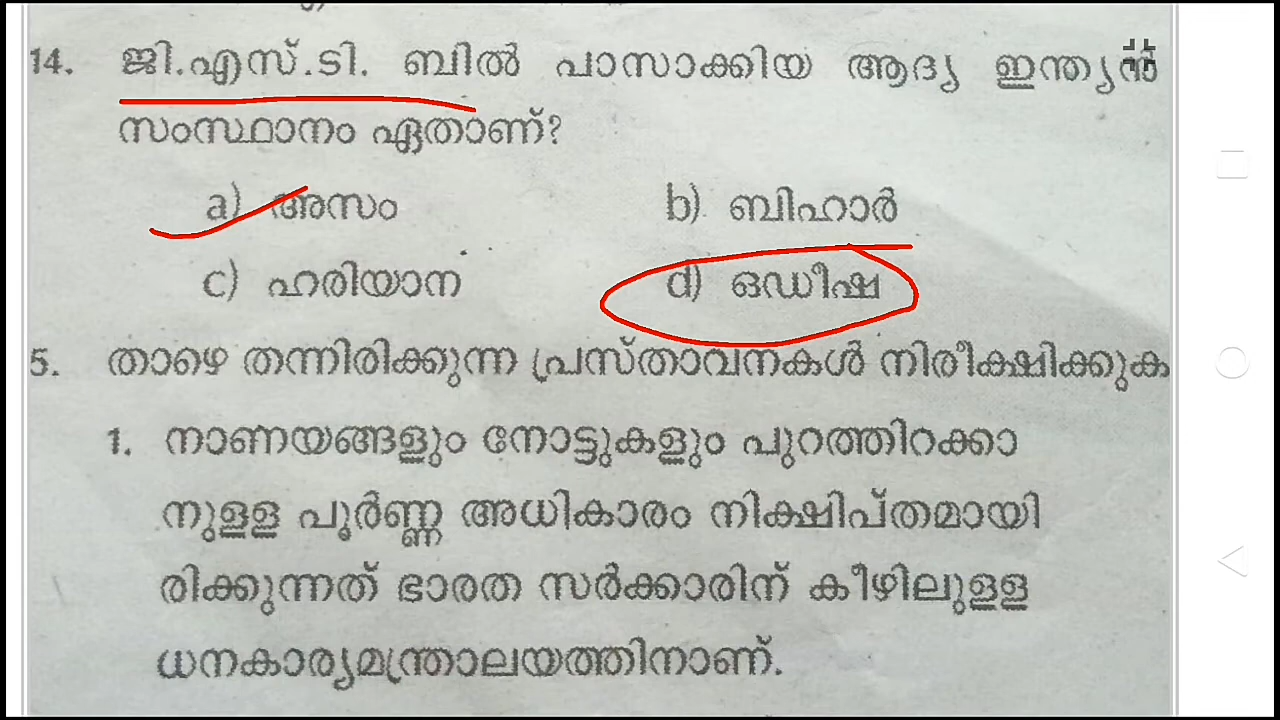 14. ജി.എസ്.ടി. ബിൽ പാസാക്കിയ ആദ്യ ഇന്ത്യൻ
സംസ്ഥാനം ഏതാണ്?
a) അസം b) ബിഹാർ
c) ഹരിയാന d) ഒഡീഷ
5. താഴെ തന്നിരിക്കുന്ന പ്രസ്താവനകൾ നിരീക്ഷിക്കുക
1. നാണയങ്ങളും നോട്ടുകളും പുറത്തിറക്കാ
നുള്ള പൂർണ്ണ അധികാരം നിക്ഷിപ്തമായി
രിക്കുന്നത് ഭാരത സർക്കാരിന് കീഴിലുള്ള
ധനകാര്യമന്ത്രാലയത്തിനാണ്.